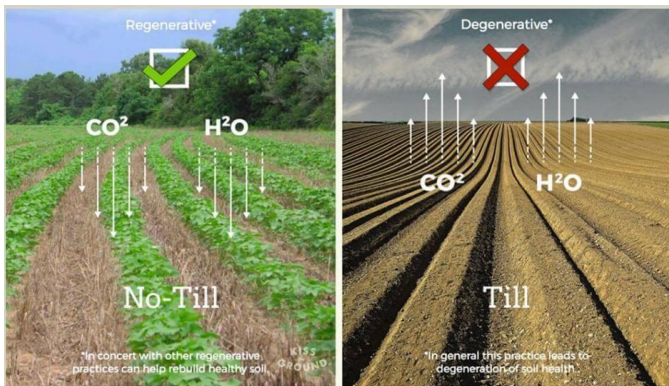 Regenerative*
CO²
H²O
No-Till
*In concert with other regenerative
practices can help rebuild healthy soil.
KISS
GROUND
Degenerative*
CO²
H²O
Till
*In general this practice leads to
degeneration of soil health.